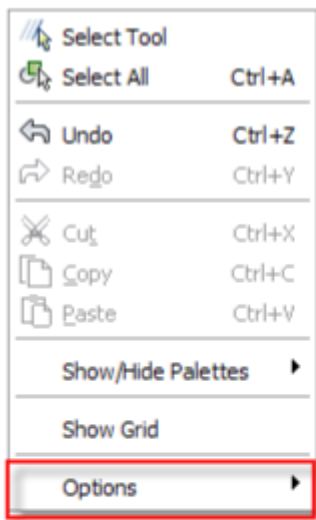 Select Tool
Select All Ctrl+A
Undo Ctrl+Z
Redo Ctrl+Y
Cut Ctrl+X
Copy Ctrl+C
Paste Ctrl+V
Show/Hide Palettes
Show Grid
Options